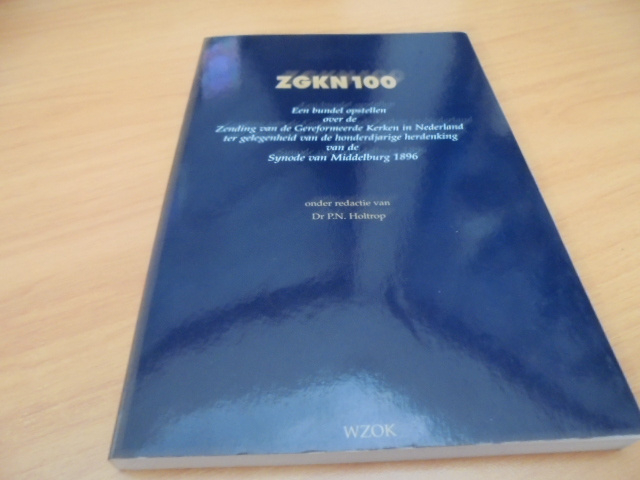 ZGKN100
Een bundel opstellen
over de
Zending van de Gereformeerde Kerken in Nederland
ter gelegenheid van de honderdjarige herdenking
van de
Synode van Middelburg 1896
onder redactie van
Dr P.N. Holtrop
WZOK